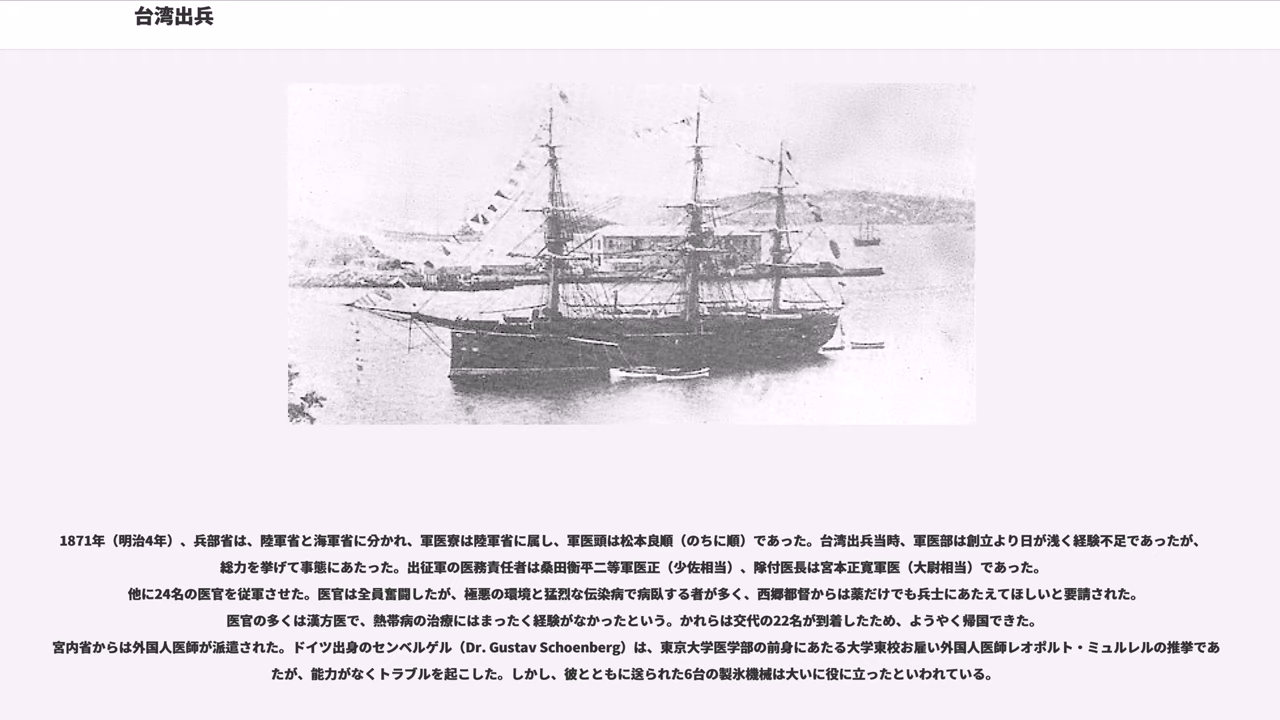 台湾出兵
1871年（明治4年）、兵部省は、陸軍省と海軍省に分かれ、軍医寮は陸軍省に属し、軍医頭は松本良順（のちに順）であった。台湾出兵当時、軍医部は創立より日が浅く経験不足であったが、
総力を挙げて事態にあたった。出征軍の医務責任者は桑田衡平二等軍医正（少佐相当）、隊付医長は宮本正寛軍医（大尉相当）であった。
他に24名の医官を従軍させた。医官は全員奮闘したが、極悪の環境と猛烈な伝染病で病臥する者が多く、西郷都督からは薬だけでも兵士にあたえてほしいと要請された。
医官の多くは漢方医で、熱帯病の治療にはまったく経験がなかったという。かれらは交代の22名が到着したため、ようやく帰国できた。
宮内省からは外国人医師が派遣された。ドイツ出身のセンベルゲル（Dr. Gustav Schoenberg）は、東京大学医学部の前身にあたる大学東校お雇い外国人医師レオポルト・ミュルレルの推挙であ
たが、能力がなくトラブルを起こした。しかし、彼とともに送られた6台の製氷機械は大いに役に立ったといわれている。